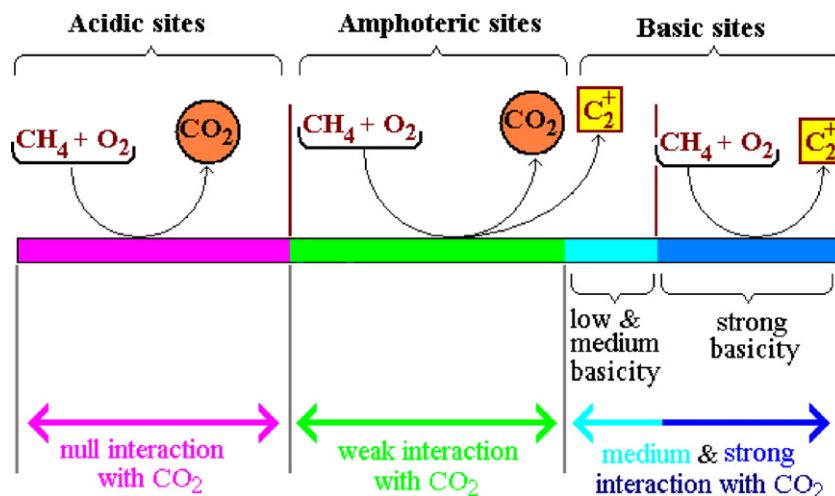 Acidic sites
Amphoteric sites
Basic sites
CH₄ + O₂
CO₂
CH₄ + O₂
CO₂
C₂⁺
CH₄ + O₂
C₂⁺
low &
medium
basicity
strong
basicity
null interaction
with CO₂
weak interaction
with CO₂
medium & strong
interaction with CO₂